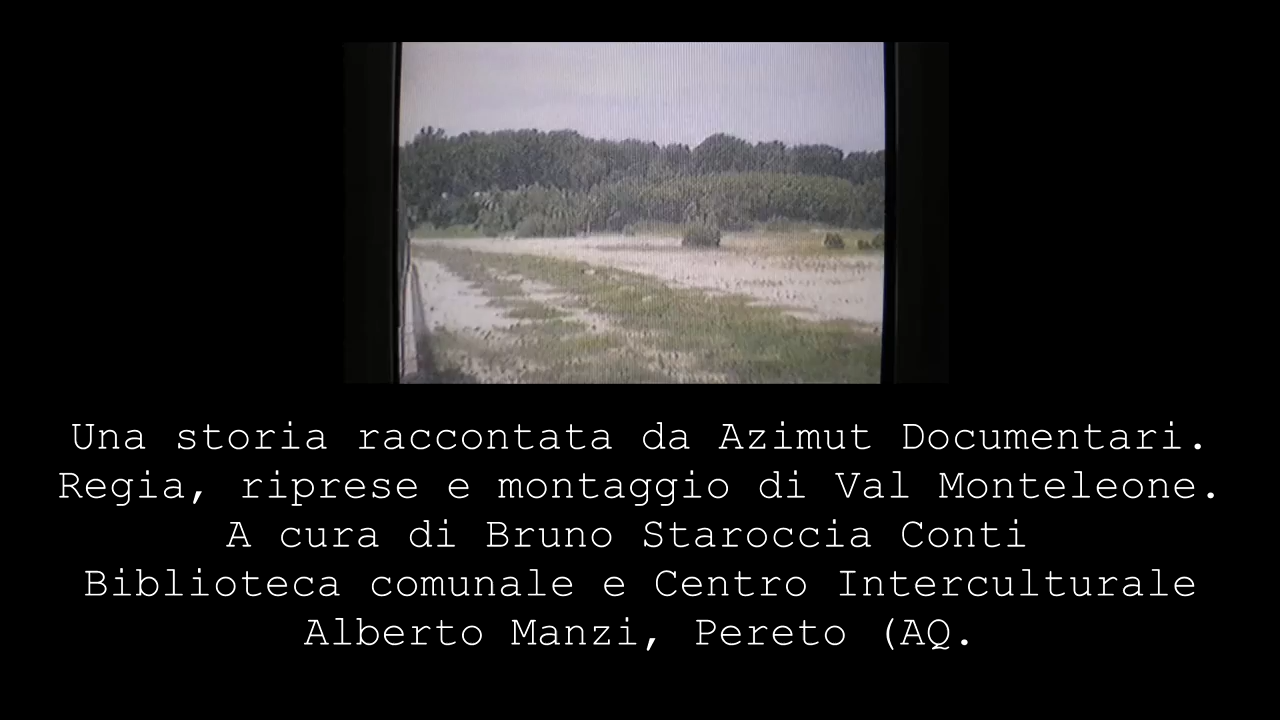 Una storia raccontata da Azimut Documentari.
Regia, riprese e montaggio di Val Monteleone.
A cura di Bruno Staroccia Conti
Biblioteca comunale e Centro Interculturale
Alberto Manzi, Pereto (AQ.